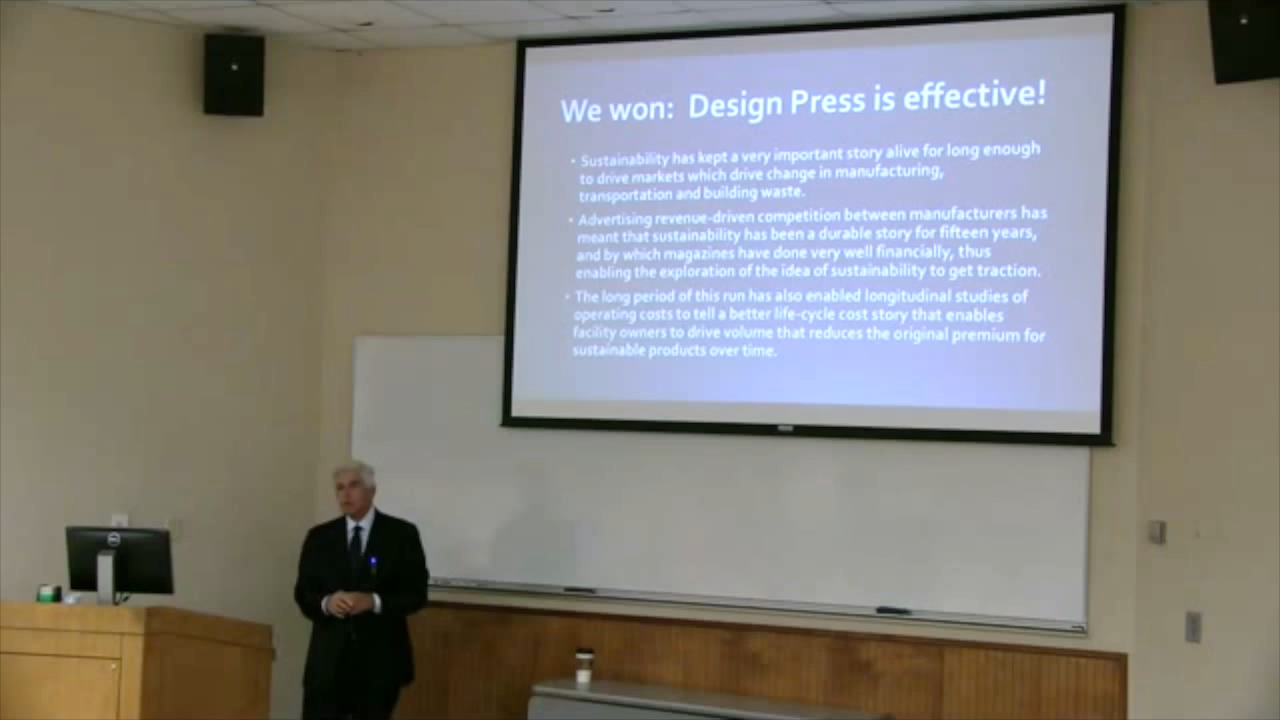 We won: Design Press is effective!
• Sustainability has kept a very important story alive for long enough
to drive markets which drive change in manufacturing,
transportation and building waste.
• Advertising revenue-driven competition between manufacturers has
meant that sustainability has been a durable story for fifteen years,
and by which magazines have done very well financially, thus
enabling the exploration of the idea of sustainability to get traction.
• The long period of this run has also enabled longitudinal studies of
operating costs to tell a better life-cycle cost story that enables
facility owners to drive volume that reduces the original premium for
sustainable products over time.
DELL